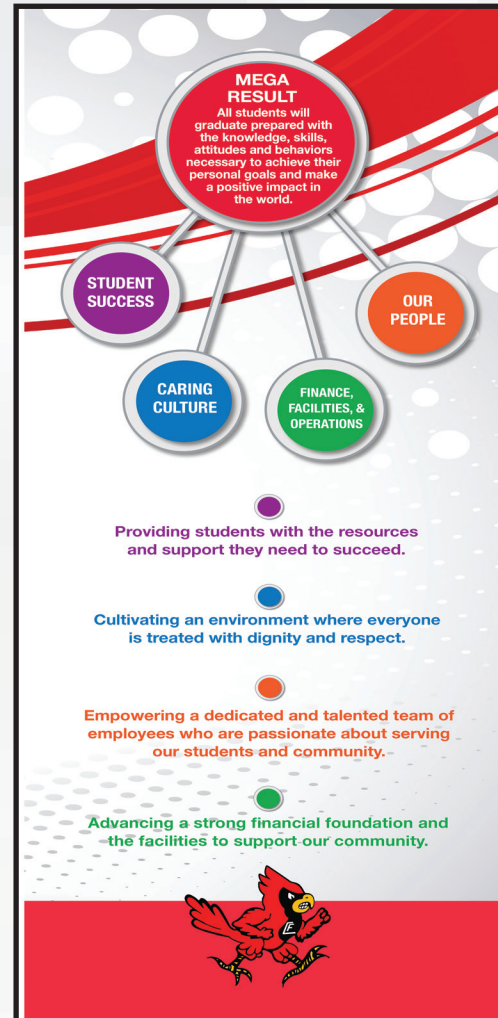 MEGA
RESULT
All students will
graduate prepared with
the knowledge, skills,
attitudes and behaviors
necessary to achieve their
personal goals and make
a positive impact in
the world.
STUDENT
SUCCESS
OUR
PEOPLE
CARING
CULTURE
FINANCE,
FACILITIES, &
OPERATIONS
Providing students with the resources
and support they need to succeed.
Cultivating an environment where everyone
is treated with dignity and respect.
Empowering a dedicated and talented team of
employees who are passionate about serving
our students and community.
Advancing a strong financial foundation and
the facilities to support our community.